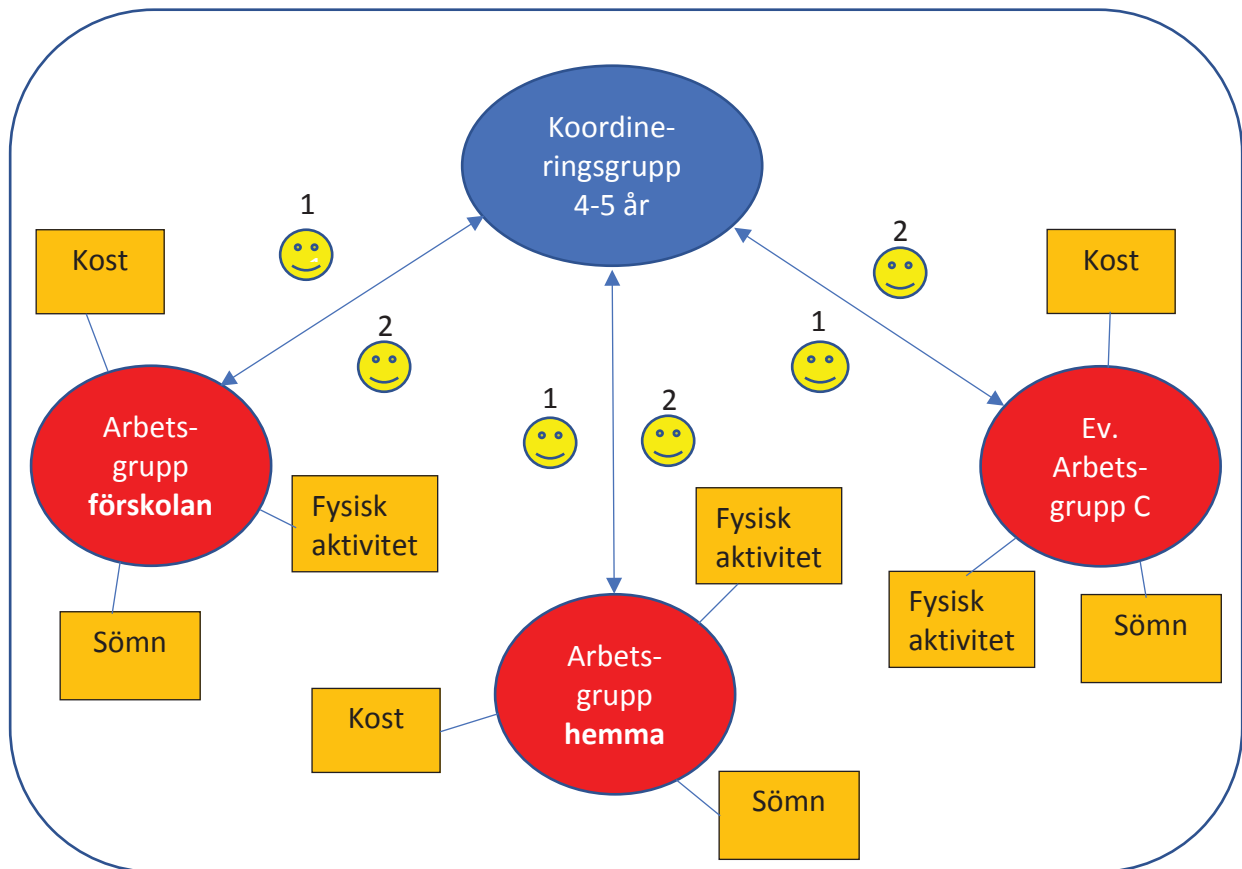 Koordine-
ringsgrupp
4-5 år
1
2
Kost
Arbets-
grupp
förskolan
Fysisk
aktivitet
Sömn
1
2
Fysisk
aktivitet
Arbets-
grupp
hemma
Kost
Sömn
2
1
Kost
Ev.
Arbets-
grupp C
Fysisk
aktivitet
Sömn